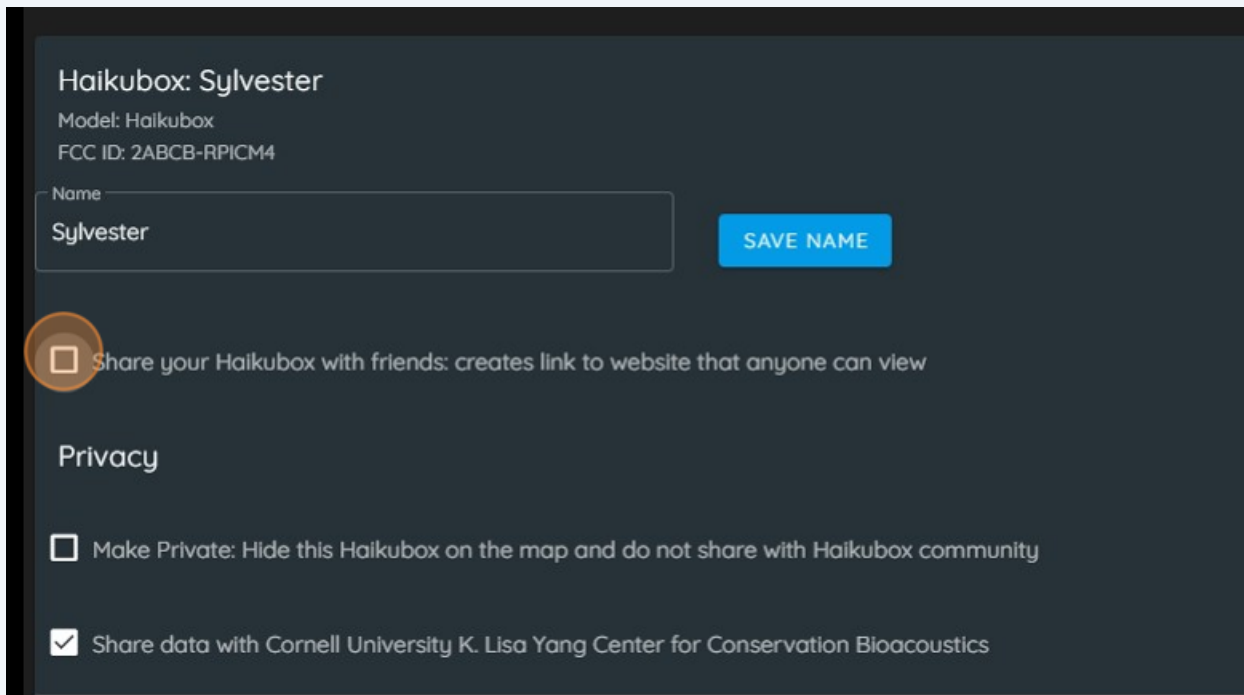 Haikubox: Sylvester
Model: Haikubox
FCC ID: 2ABCB-RPICM4
Name
Sylvester
SAVE NAME
Share your Haikubox with friends: creates link to website that anyone can view
Privacy
Make Private: Hide this Haikubox on the map and do not share with Haikubox community
Share data with Cornell University K. Lisa Yang Center for Conservation Bioacoustics